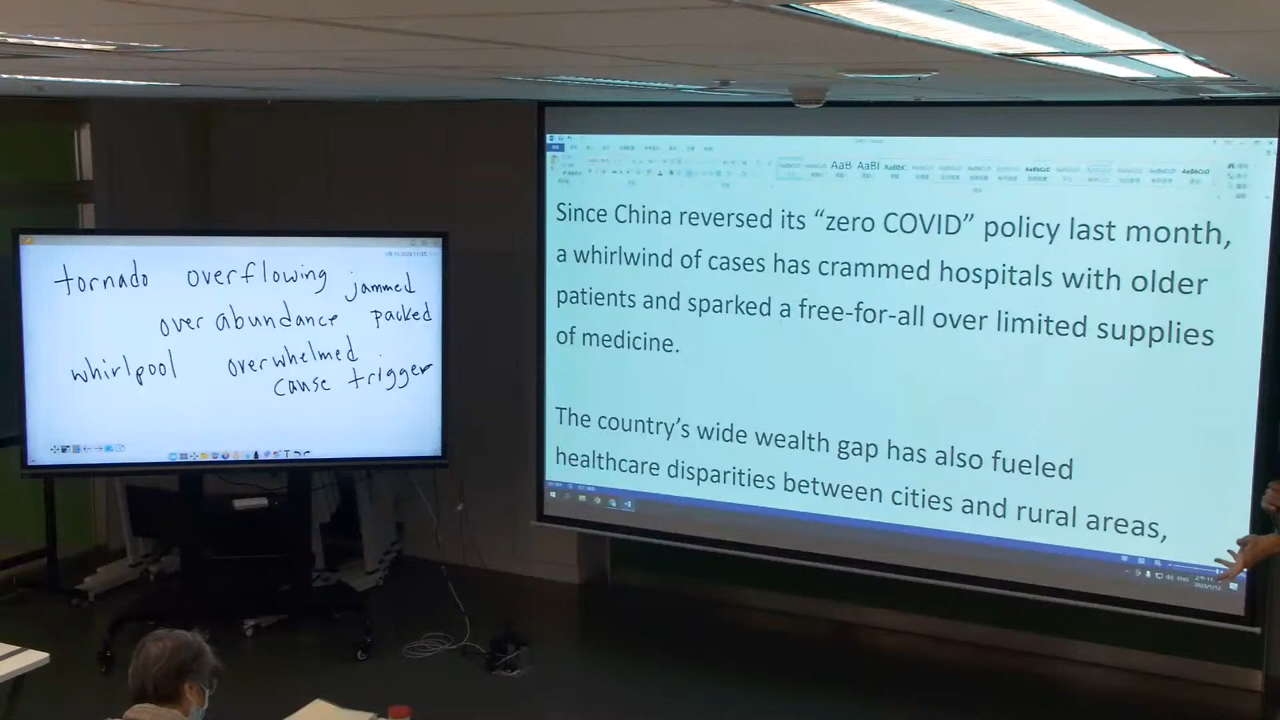 tornado overflowing jammed
over abundance packed
whirlpool overwhelmed
cause trigger
Since China reversed its “zero COVID” policy last month,
a whirlwind of cases has crammed hospitals with older
patients and sparked a free-for-all over limited supplies
of medicine.
The country’s wide wealth gap has also fueled
healthcare disparities between cities and rural areas,